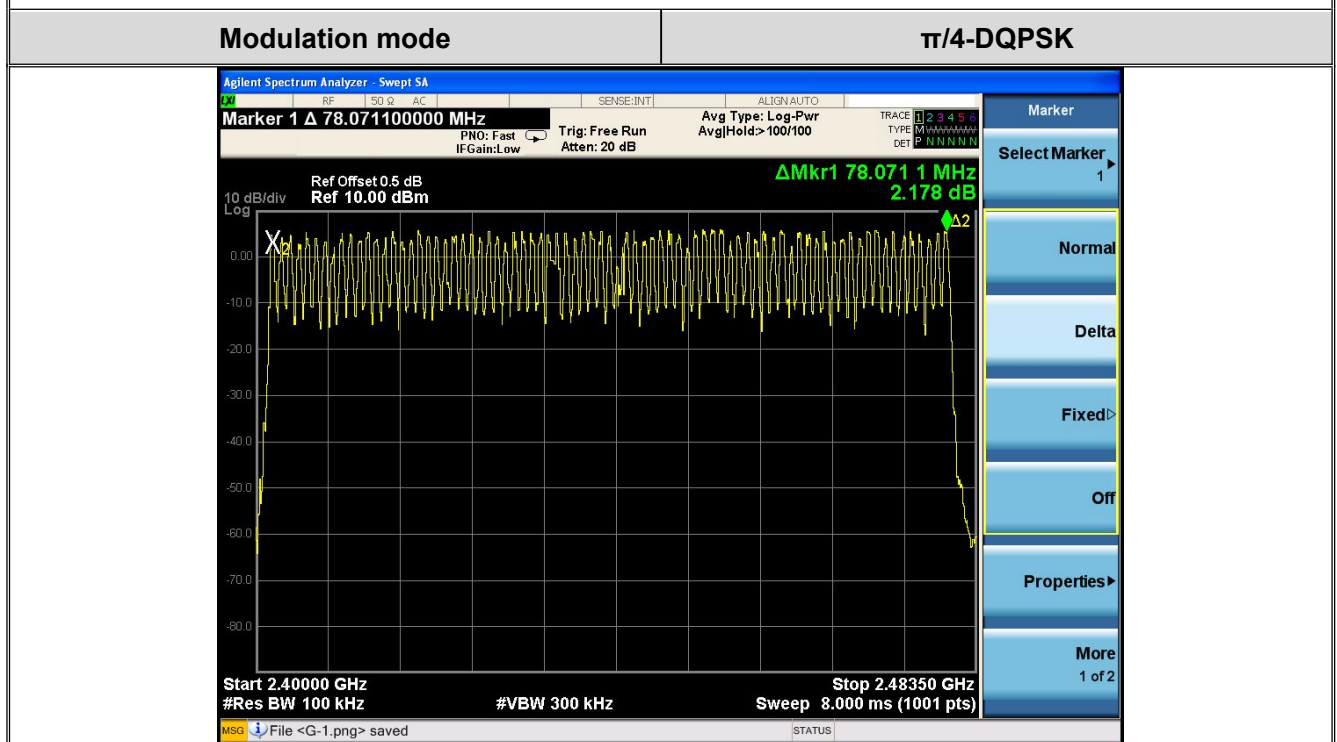 Modulation mode π/4-DQPSK
Agilent Spectrum Analyzer - Swept SA
LXI RF 50 Ω AC SENSE:INT ALIGN AUTO
Marker 1 Δ 78.071100000 MHz
PNO: Fast
IFGain:Low
Trig: Free Run
Atten: 20 dB
Avg Type: Log-Pwr
Avg|Hold:>100/100
TRACE 1 2 3 4 5 6
TYPE M
DET P N N N N N
ΔMkr1 78.071 1 MHz
2.178 dB
Ref Offset 0.5 dB
10 dB/div Ref 10.00 dBm
Log
0.00
-10.0
-20.0
-30.0
-40.0
-50.0
-60.0
-70.0
-80.0
X2
Δ2
Start 2.40000 GHz Stop 2.48350 GHz
#Res BW 100 kHz #VBW 300 kHz Sweep 8.000 ms (1001 pts)
MSG File <G-1.png> saved STATUS
Marker
Select Marker
1
Normal
Delta
Fixed
Off
Properties
More
1 of 2